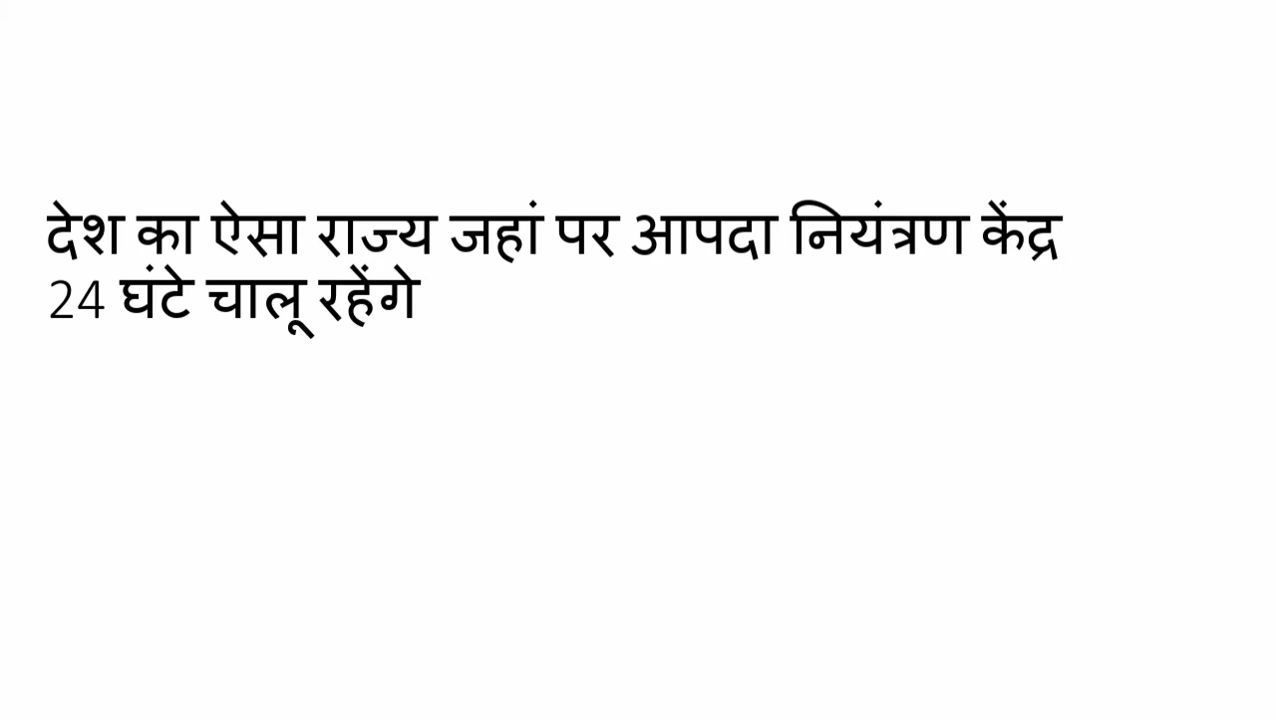 देश का ऐसा राज्य जहां पर आपदा नियंत्रण केंद्र
24 घंटे चालू रहेंगे